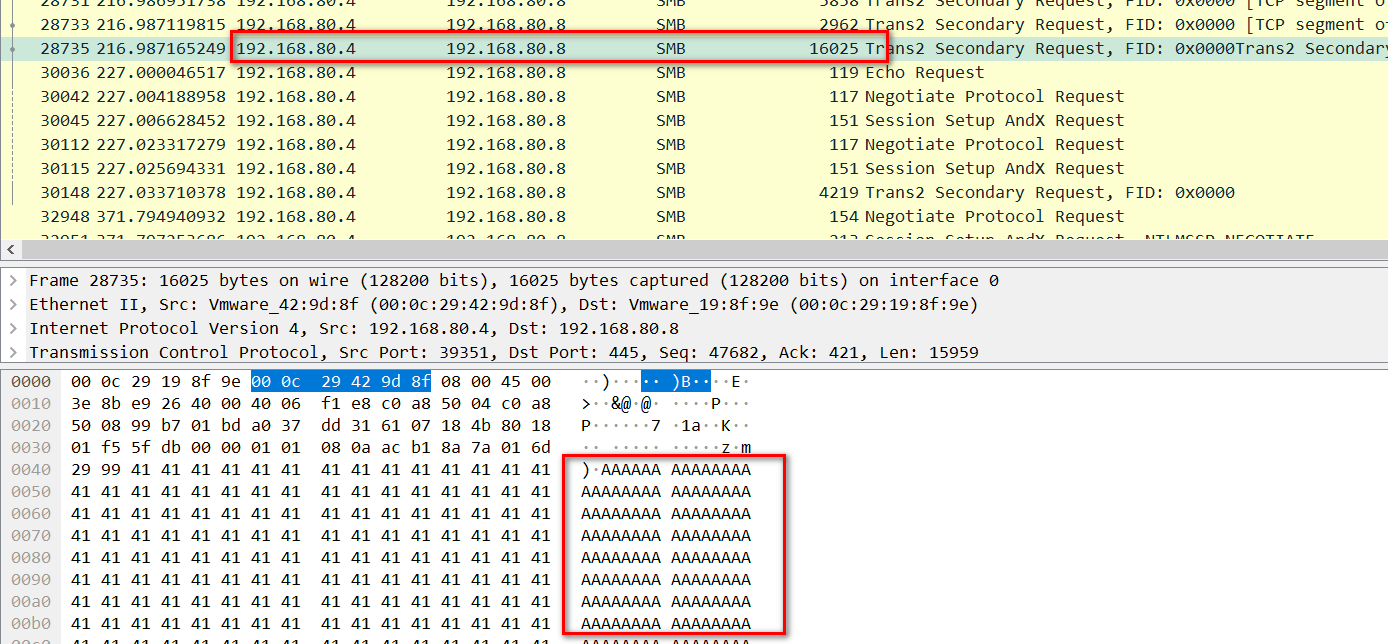 28731 216.986951738 192.168.80.4 192.168.80.8 SMB 5858 Trans2 Secondary Request, FID: 0x0000 [TCP segment o
28733 216.987119815 192.168.80.4 192.168.80.8 SMB 2962 Trans2 Secondary Request, FID: 0x0000 [TCP segment o
28735 216.987165249 192.168.80.4 192.168.80.8 SMB 16025 Trans2 Secondary Request, FID: 0x0000Trans2 Secondary
30036 227.000046517 192.168.80.4 192.168.80.8 SMB 119 Echo Request
30042 227.004188958 192.168.80.4 192.168.80.8 SMB 117 Negotiate Protocol Request
30045 227.006628452 192.168.80.4 192.168.80.8 SMB 151 Session Setup AndX Request
30112 227.023317279 192.168.80.4 192.168.80.8 SMB 117 Negotiate Protocol Request
30115 227.025694331 192.168.80.4 192.168.80.8 SMB 151 Session Setup AndX Request
30148 227.033710378 192.168.80.4 192.168.80.8 SMB 4219 Trans2 Secondary Request, FID: 0x0000
32948 371.794940932 192.168.80.4 192.168.80.8 SMB 154 Negotiate Protocol Request
192.168.80.4 192.168.80.8 SMB 213 Session Setup AndX Request, NTLMSSP_NEGOTIATE
Frame 28735: 16025 bytes on wire (128200 bits), 16025 bytes captured (128200 bits) on interface 0
Ethernet II, Src: Vmware_42:9d:8f (00:0c:29:42:9d:8f), Dst: Vmware_19:8f:9e (00:0c:29:19:8f:9e)
Internet Protocol Version 4, Src: 192.168.80.4, Dst: 192.168.80.8
Transmission Control Protocol, Src Port: 39351, Dst Port: 445, Seq: 47682, Ack: 421, Len: 15959
0000 00 0c 29 19 8f 9e 00 0c 29 42 9d 8f 08 00 45 00 ··)····· )B····E·
0010 3e 8b e9 26 40 00 40 06 f1 e8 c0 a8 50 04 c0 a8 >··&@·@· ····P···
0020 50 08 99 b7 01 bd a0 37 dd 31 61 07 18 4b 80 18 P······7 ·1a··K··
0030 01 f5 5f db 00 00 01 01 08 0a ac b1 8a 7a 01 6d ··_····· ·····z·m
0040 29 99 41 41 41 41 41 41 41 41 41 41 41 41 41 41 )·AAAAAA AAAAAAAA
0050 41 41 41 41 41 41 41 41 41 41 41 41 41 41 41 41 AAAAAAAA AAAAAAAA
0060 41 41 41 41 41 41 41 41 41 41 41 41 41 41 41 41 AAAAAAAA AAAAAAAA
0070 41 41 41 41 41 41 41 41 41 41 41 41 41 41 41 41 AAAAAAAA AAAAAAAA
0080 41 41 41 41 41 41 41 41 41 41 41 41 41 41 41 41 AAAAAAAA AAAAAAAA
0090 41 41 41 41 41 41 41 41 41 41 41 41 41 41 41 41 AAAAAAAA AAAAAAAA
00a0 41 41 41 41 41 41 41 41 41 41 41 41 41 41 41 41 AAAAAAAA AAAAAAAA
00b0 41 41 41 41 41 41 41 41 41 41 41 41 41 41 41 41 AAAAAAAA AAAAAAAA